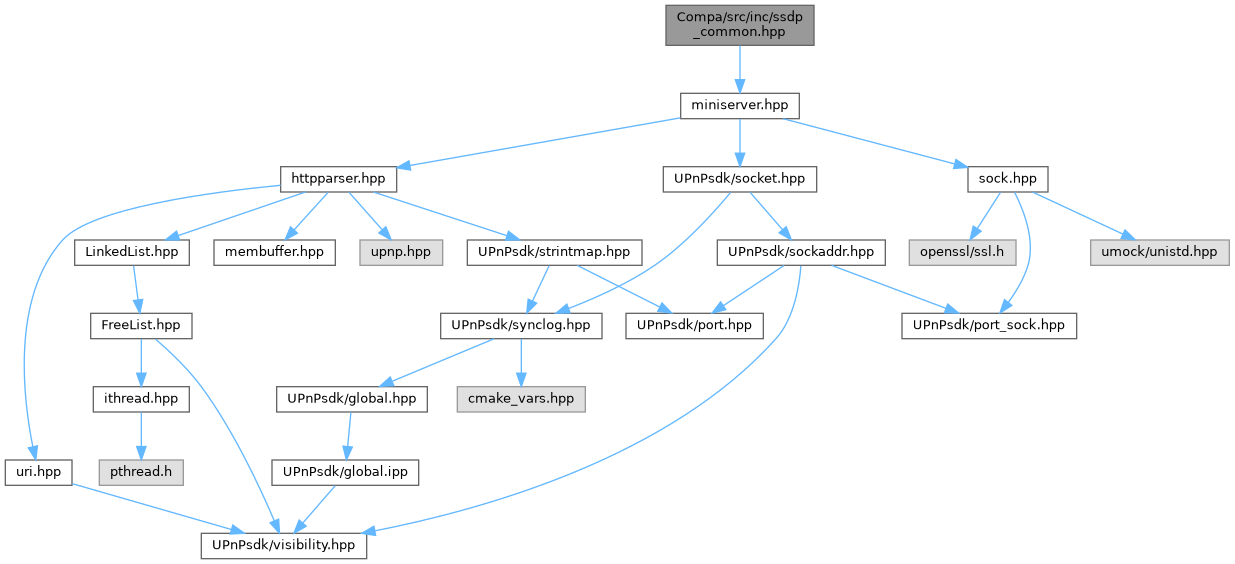 Compa/src/inc/ssdp
_common.hpp
miniserver.hpp
httpparser.hpp
UPnPsdk/socket.hpp
sock.hpp
LinkedList.hpp
membuffer.hpp
upnp.hpp
UPnPsdk/strintmap.hpp
UPnPsdk/sockaddr.hpp
openssl/ssl.h
umock/unistd.hpp
FreeList.hpp
UPnPsdk/synclog.hpp
UPnPsdk/port.hpp
UPnPsdk/port_sock.hpp
ithread.hpp
UPnPsdk/global.hpp
cmake_vars.hpp
uri.hpp
pthread.h
UPnPsdk/global.ipp
UPnPsdk/visibility.hpp